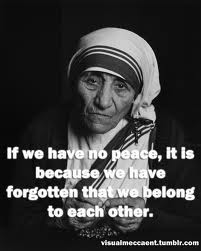 If we have no peace, it is
because we have
forgotten that we belong
to each other.
visualmeccaent.tumblr.com